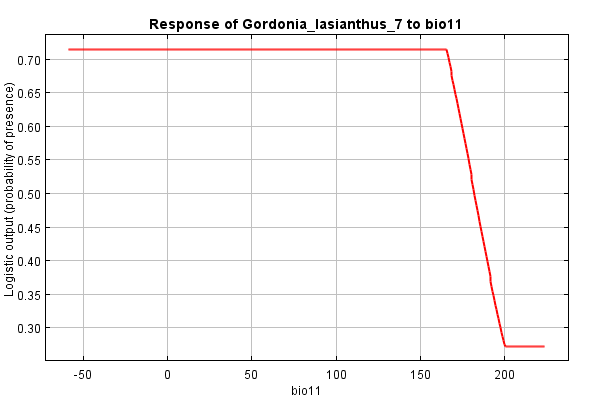 Response of Gordonia_lasianthus_7 to bio11
Logistic output (probability of presence)
0.70
0.65
0.60
0.55
0.50
0.45
0.40
0.35
0.30
-50 0 50 100 150 200
bio11